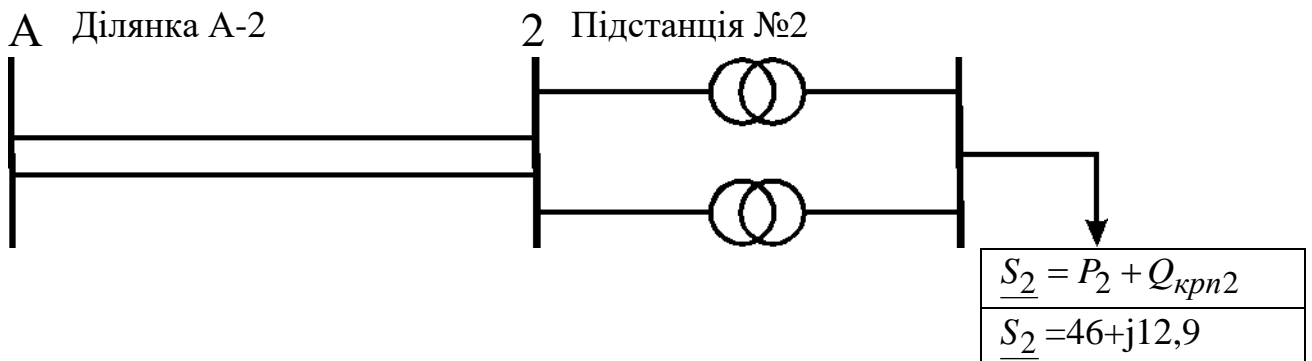 А Ділянка А-2 2 Підстанція №2
S₂ = P₂ + Qкрп2
S₂ =46+j12,9